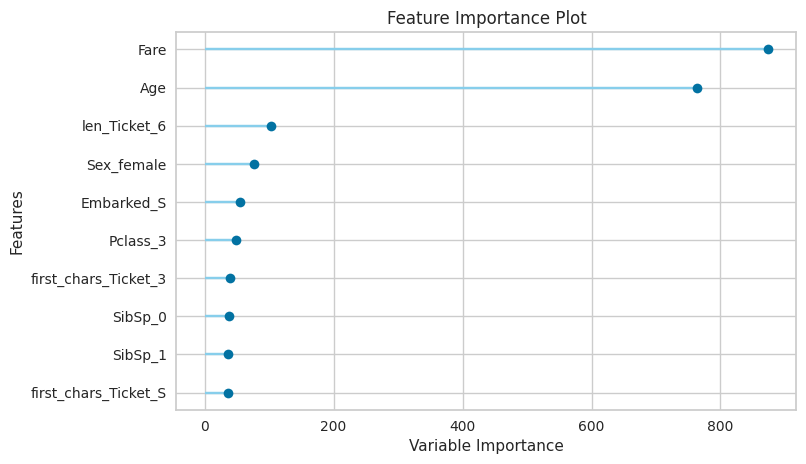 Feature Importance Plot
Fare
Age
len_Ticket_6
Sex_female
Embarked_S
Pclass_3
first_chars_Ticket_3
SibSp_0
SibSp_1
first_chars_Ticket_S
Features
0 200 400 600 800
Variable Importance